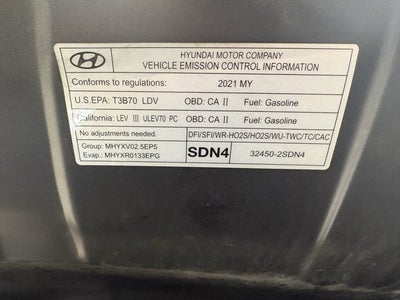 HYUNDAI MOTOR COMPANY
VEHICLE EMISSION CONTROL INFORMATION
Conforms to regulations: 2021 MY
U.S.EPA: T3B70 LDV OBD: CA II Fuel: Gasoline
California: LEV III ULEV70 PC OBD: CA II Fuel: Gasoline
No adjustments needed. DFI/SFI/WR-HO2S/HO2S/WU-TWC/TC/CAC
Group: MHYXV02.5EP5
Evap.: MHYXR0133EPG
SDN4 32450-2SDN4